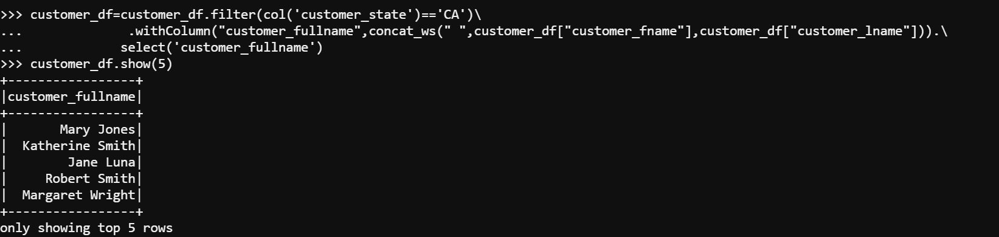 >>> customer_df=customer_df.filter(col('customer_state')=='CA')\
...              .withColumn("customer_fullname",concat_ws(" ",customer_df["customer_fname"],customer_df["customer_lname"])).\
...             select('customer_fullname')
>>> customer_df.show(5)
+-----------------+
|customer_fullname|
+-----------------+
|       Mary Jones|
|  Katherine Smith|
|        Jane Luna|
|     Robert Smith|
|  Margaret Wright|
+-----------------+
only showing top 5 rows